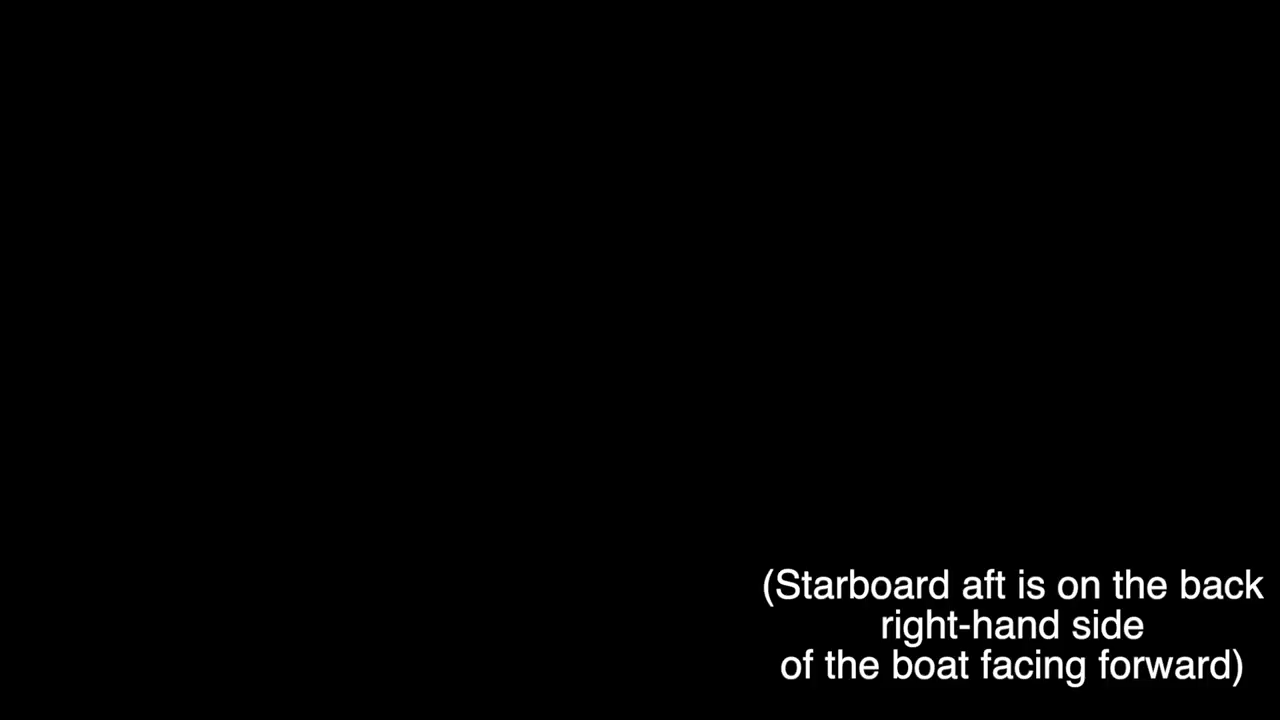 (Starboard aft is on the back
right-hand side
of the boat facing forward)